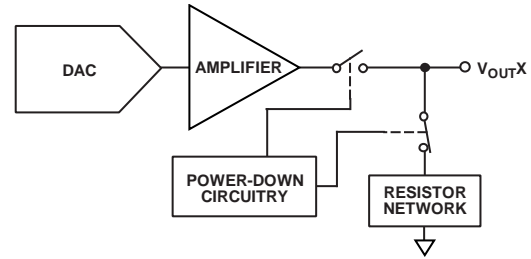 DAC
AMPLIFIER
VOUTX
POWER-DOWN
CIRCUITRY
RESISTOR
NETWORK